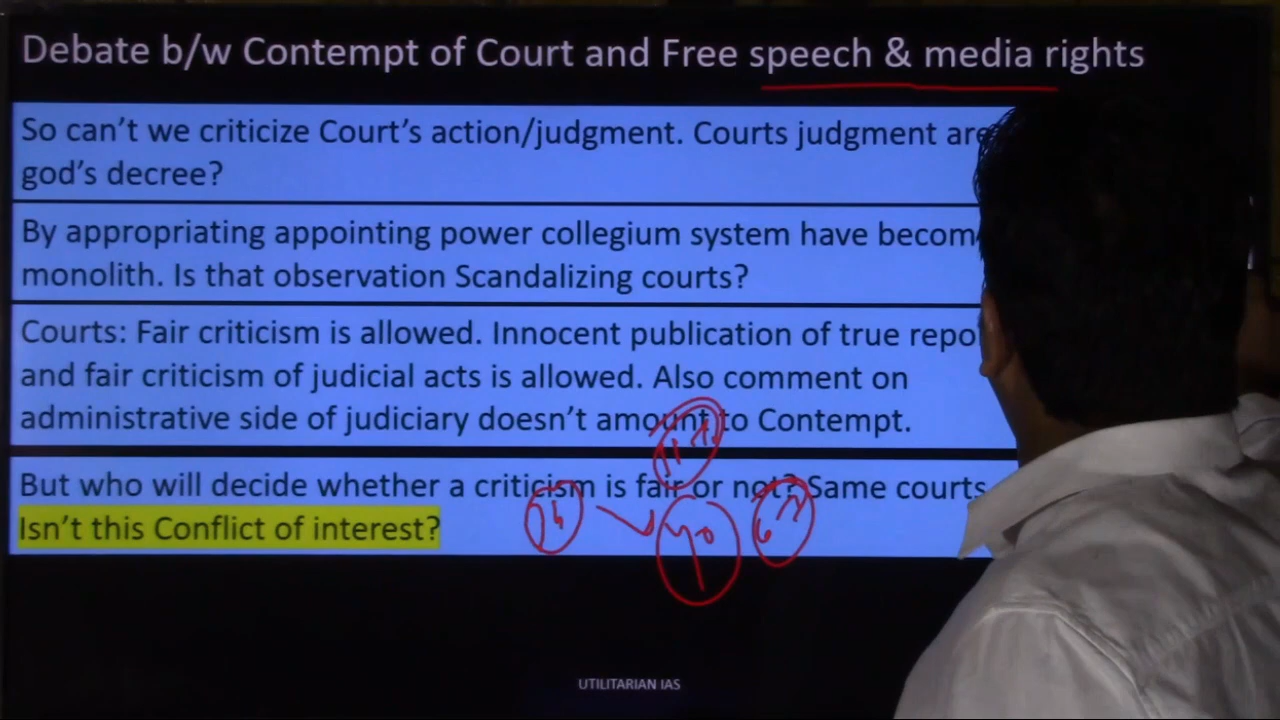 Debate b/w Contempt of Court and Free speech & media rights
So can't we criticize Court's action/judgment. Courts judgment are
god's decree?
By appropriating appointing power collegium system have
monolith. Is that observation Scandalizing courts?
Courts: Fair criticism is allowed. Innocent publication of true
and fair criticism of judicial acts is allowed. Also comment on
administrative side of judiciary doesn't amount to Contempt.
But who will decide whether a criticism is fair or not? Same courts
Isn't this Conflict of interest?
UTILITARIAN IAS